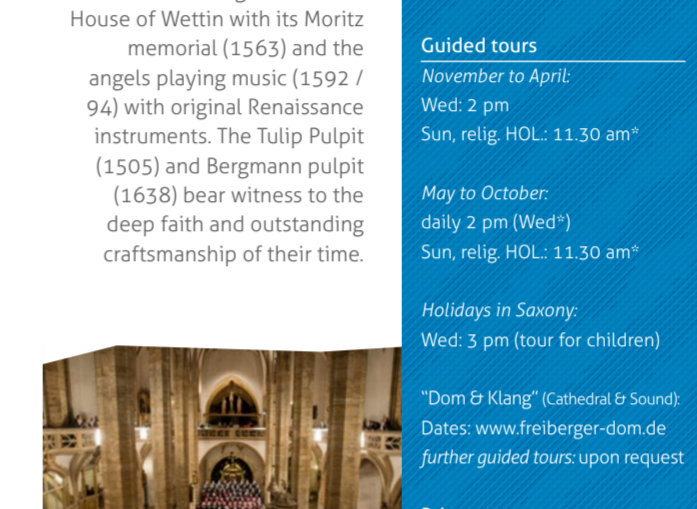 House of Wettin with its Moritz
memorial (1563) and the
angels playing music (1592 /
94) with original Renaissance
instruments. The Tulip Pulpit
(1505) and Bergmann pulpit
(1638) bear witness to the
deep faith and outstanding
craftsmanship of their time.
Guided tours
November to April:
Wed: 2 pm
Sun, relig. HOL.: 11.30 am*
May to October:
daily 2 pm (Wed*)
Sun, relig. HOL.: 11.30 am*
Holidays in Saxony:
Wed: 3 pm (tour for children)
"Dom & Klang" (Cathedral & Sound):
Dates: www.freiberger-dom.de
further guided tours: upon request